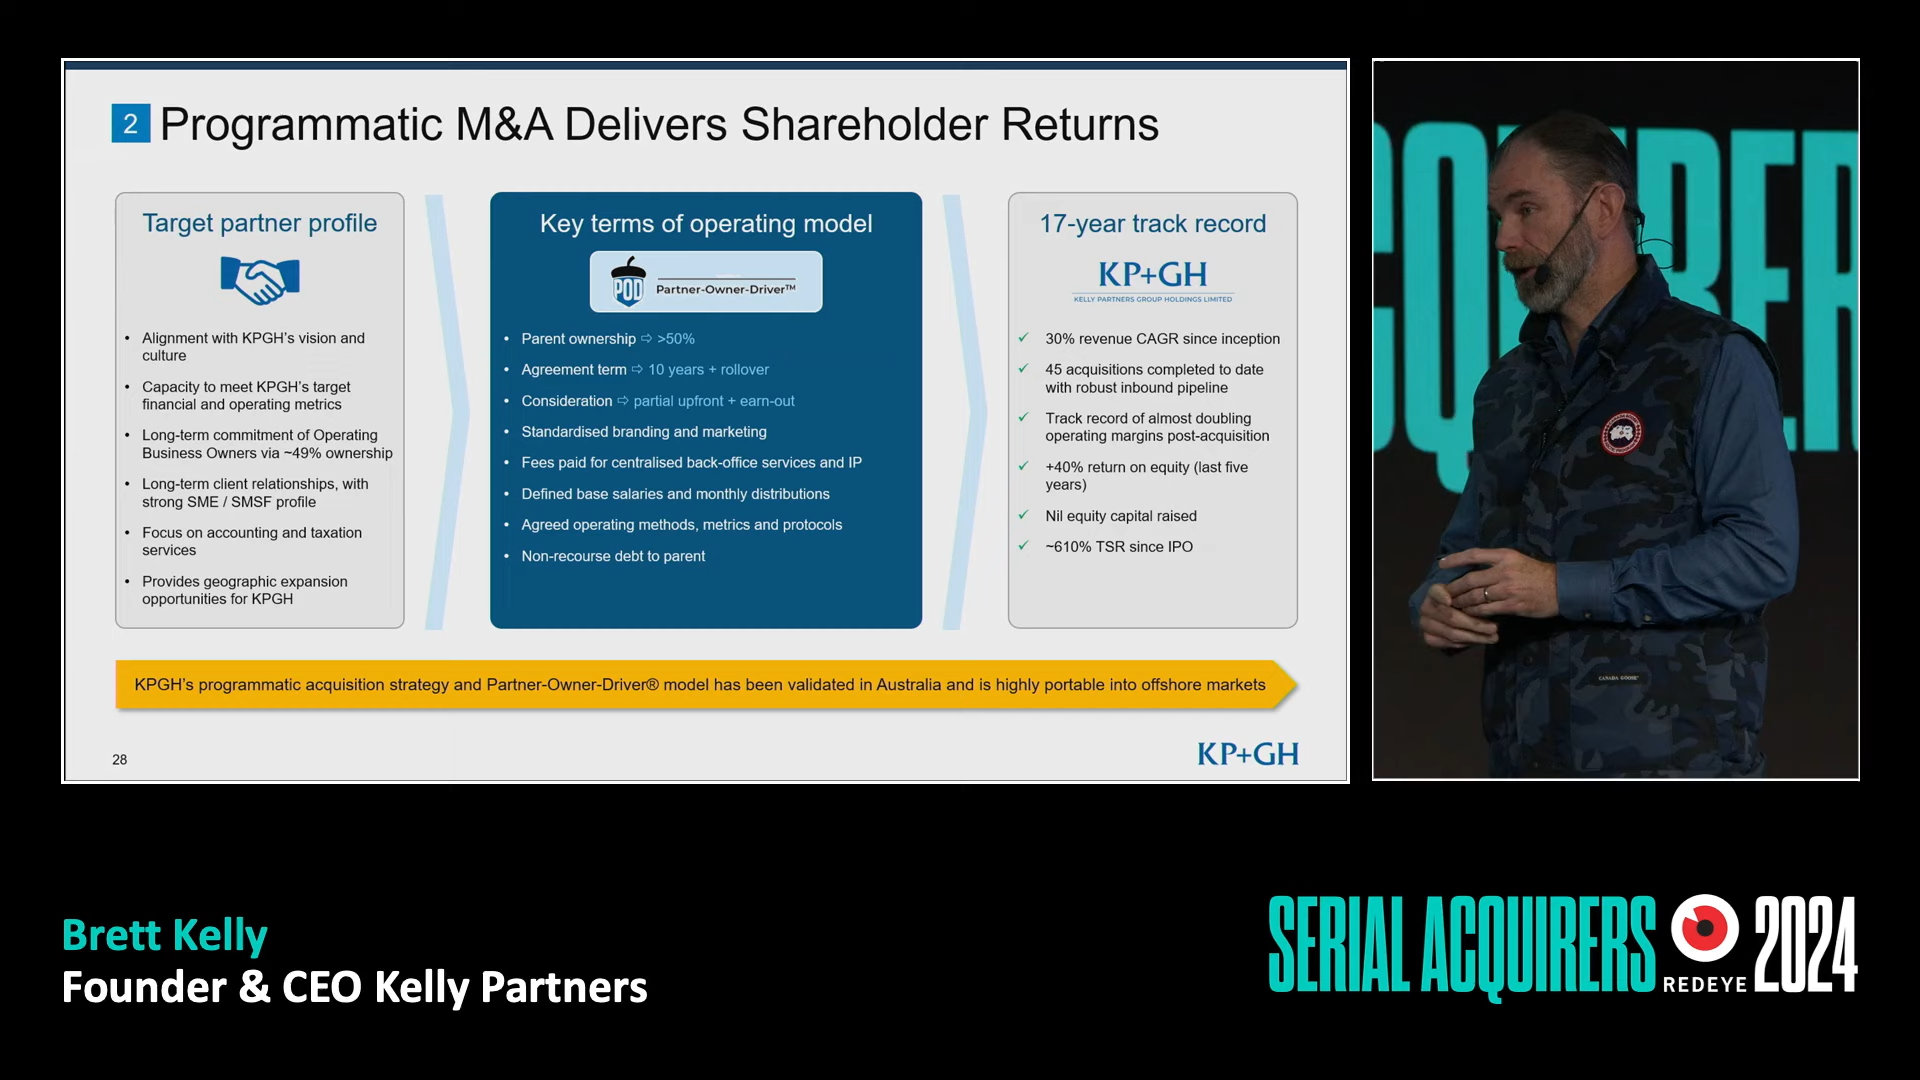 2 Programmatic M&A Delivers Shareholder Returns
Target partner profile
• Alignment with KPGH's vision and
culture
• Capacity to meet KPGH's target
financial and operating metrics
• Long-term commitment of Operating
Business Owners via ~49% ownership
• Long-term client relationships, with
strong SME / SMSF profile
• Focus on accounting and taxation
services
• Provides geographic expansion
opportunities for KPGH
Key terms of operating model
POD
Partner-Owner-Driver™
• Parent ownership ⇨ >50%
• Agreement term ⇨ 10 years + rollover
• Consideration ⇨ partial upfront + earn-out
• Standardised branding and marketing
• Fees paid for centralised back-office services and IP
• Defined base salaries and monthly distributions
• Agreed operating methods, metrics and protocols
• Non-recourse debt to parent
17-year track record
KP+GH
KELLY PARTNERS GROUP HOLDINGS LIMITED
✓ 30% revenue CAGR since inception
✓ 45 acquisitions completed to date
with robust inbound pipeline
✓ Track record of almost doubling
operating margins post-acquisition
✓ +40% return on equity (last five
years)
✓ Nil equity capital raised
✓ ~610% TSR since IPO
KPGH's programmatic acquisition strategy and Partner-Owner-Driver® model has been validated in Australia and is highly portable into offshore markets
28
KP+GH
CANADA GOOSE
Brett Kelly
Founder & CEO Kelly Partners
SERIAL ACQUIRERS
REDEYE
2024